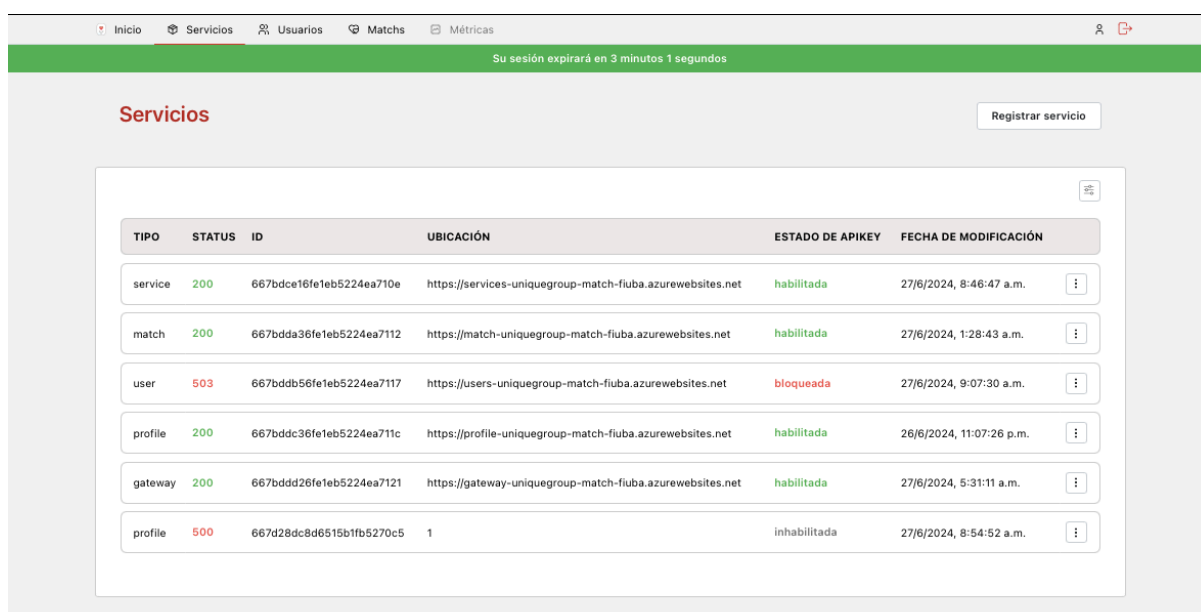 Inicio Servicios Usuarios Matchs Métricas
Su sesión expirará en 3 minutos 1 segundos
Servicios
Registrar servicio
TIPO STATUS ID UBICACIÓN ESTADO DE APIKEY FECHA DE MODIFICACIÓN
service 200 667bdce16fe1eb5224ea710e https://services-uniquegroup-match-fiuba.azurewebsites.net habilitada 27/6/2024, 8:46:47 a.m.
match 200 667bdda36fe1eb5224ea7112 https://match-uniquegroup-match-fiuba.azurewebsites.net habilitada 27/6/2024, 1:28:43 a.m.
user 503 667bddb56fe1eb5224ea7117 https://users-uniquegroup-match-fiuba.azurewebsites.net bloqueada 27/6/2024, 9:07:30 a.m.
profile 200 667bddc36fe1eb5224ea711c https://profile-uniquegroup-match-fiuba.azurewebsites.net habilitada 26/6/2024, 11:07:26 p.m.
gateway 200 667bddd26fe1eb5224ea7121 https://gateway-uniquegroup-match-fiuba.azurewebsites.net habilitada 27/6/2024, 5:31:11 a.m.
profile 500 667d28dc8d6515b1fb5270c5 1 inhabilitada 27/6/2024, 8:54:52 a.m.